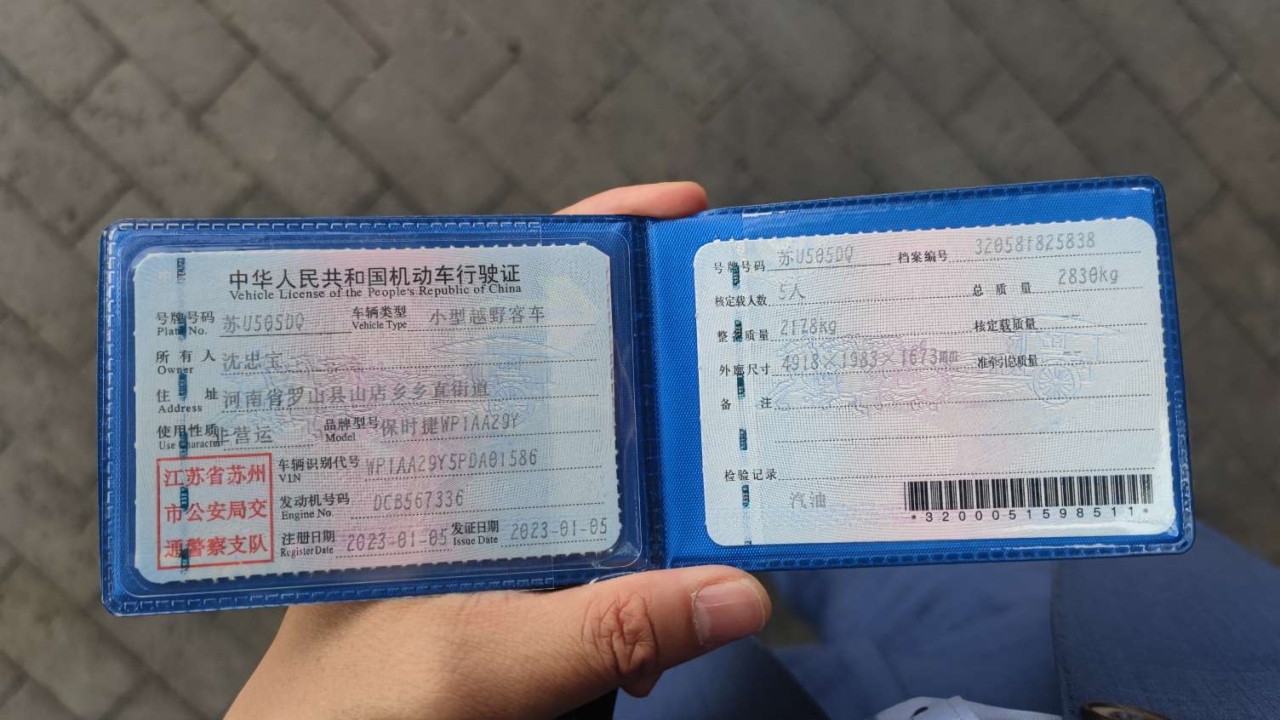 中华人民共和国机动车行驶证
Vehicle License of the People's Republic of China
号牌号码 苏U505DQ 车辆类型 小型越野客车
Plate No. Vehicle Type
所有人 沈忠宝
Owner
住址 河南省罗山县山店乡乡直街道
Address
使用性质 非营运 品牌型号 保时捷WP1AA29Y
Use Character Model
江苏省苏州
市公安局交
通警察支队
车辆识别代号 WP1AA29Y5PDA01586
VIN
发动机号码 DCB567336
Engine No.
注册日期 2023-01-05 发证日期 2023-01-05
Register Date Issue Date
号牌号码 苏U505DQ 档案编号 320581825838
核定载人数 5人 总质量 2830kg
整备质量 2178kg 核定载质量 --
外廓尺寸 4918×1983×1673mm 准牵引总质量 --
备注
检验记录
汽油
*3200051598511*